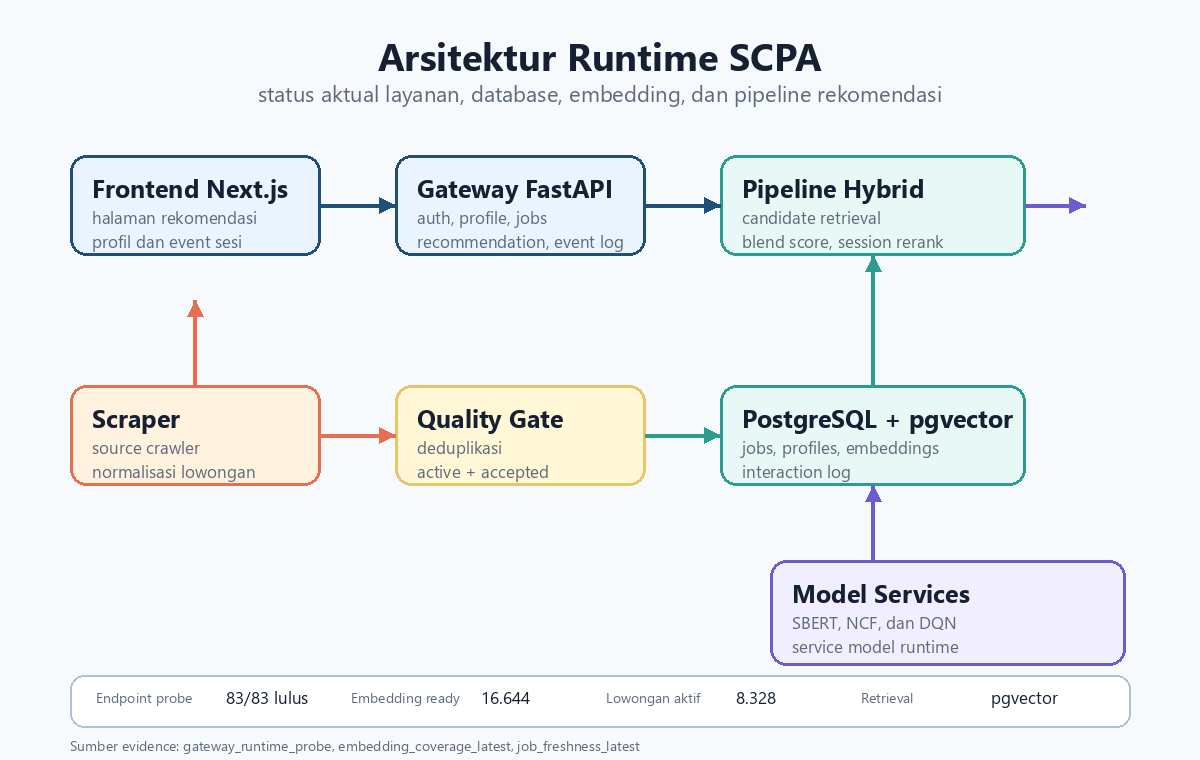 Arsitektur Runtime SCPA
status aktual layanan, database, embedding, dan pipeline rekomendasi
Frontend Next.js
halaman rekomendasi
profil dan event sesi
Gateway FastAPI
auth, profile, jobs
recommendation, event log
Pipeline Hybrid
candidate retrieval
blend score, session rerank
Scraper
source crawler
normalisasi lowongan
Quality Gate
deduplikasi
active + accepted
PostgreSQL + pgvector
jobs, profiles, embeddings
interaction log
Model Services
SBERT, NCF, dan DQN
service model runtime
Endpoint probe 83/83 lulus Embedding ready 16.644 Lowongan aktif 8.328 Retrieval pgvector
Sumber evidence: gateway_runtime_probe, embedding_coverage_latest, job_freshness_latest